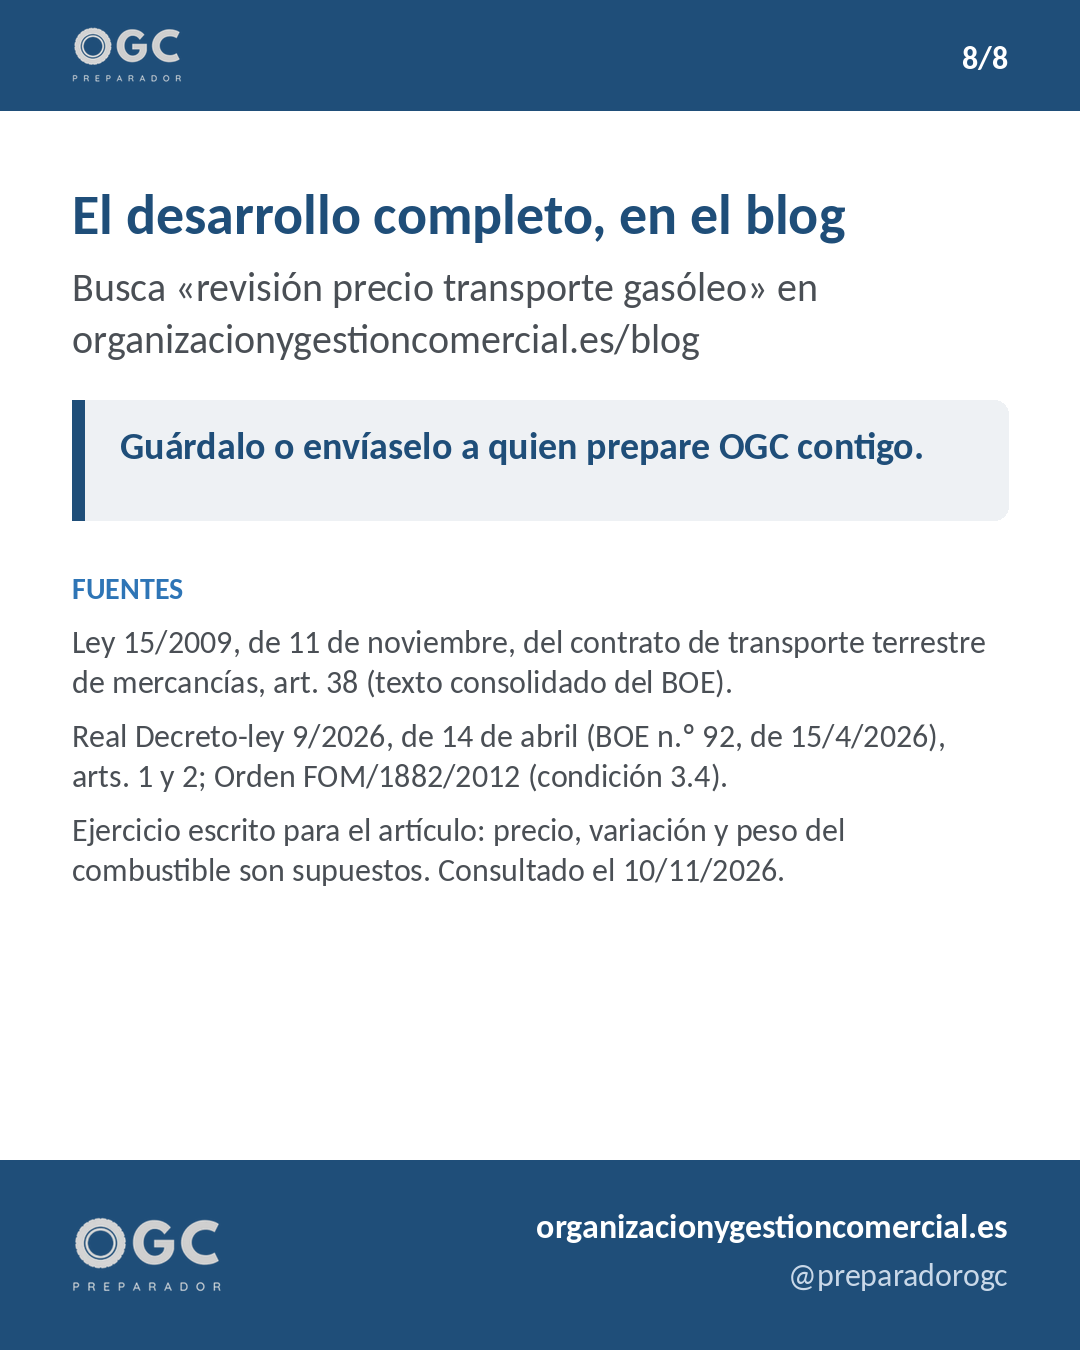 OGC
PREPARADOR
8/8
El desarrollo completo, en el blog
Busca «revisión precio transporte gasóleo» en
organizacionygestioncomercial.es/blog
Guárdalo o envíaselo a quien prepare OGC contigo.
FUENTES
Ley 15/2009, de 11 de noviembre, del contrato de transporte terrestre
de mercancías, art. 38 (texto consolidado del BOE).
Real Decreto-ley 9/2026, de 14 de abril (BOE n.º 92, de 15/4/2026),
arts. 1 y 2; Orden FOM/1882/2012 (condición 3.4).
Ejercicio escrito para el artículo: precio, variación y peso del
combustible son supuestos. Consultado el 10/11/2026.
OGC
PREPARADOR
organizacionygestioncomercial.es
@preparadorogc